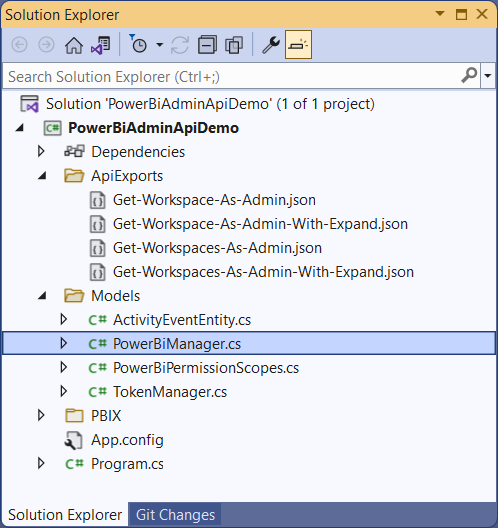 Solution Explorer
Search Solution Explorer (Ctrl+;)
Solution 'PowerBiAdminApiDemo' (1 of 1 project)
C# PowerBiAdminApiDemo
Dependencies
ApiExports
Get-Workspace-As-Admin.json
Get-Workspace-As-Admin-With-Expand.json
Get-Workspaces-As-Admin.json
Get-Workspaces-As-Admin-With-Expand.json
Models
C# ActivityEventEntity.cs
C# PowerBiManager.cs
C# PowerBiPermissionScopes.cs
C# TokenManager.cs
PBIX
App.config
C# Program.cs
Solution Explorer Git Changes